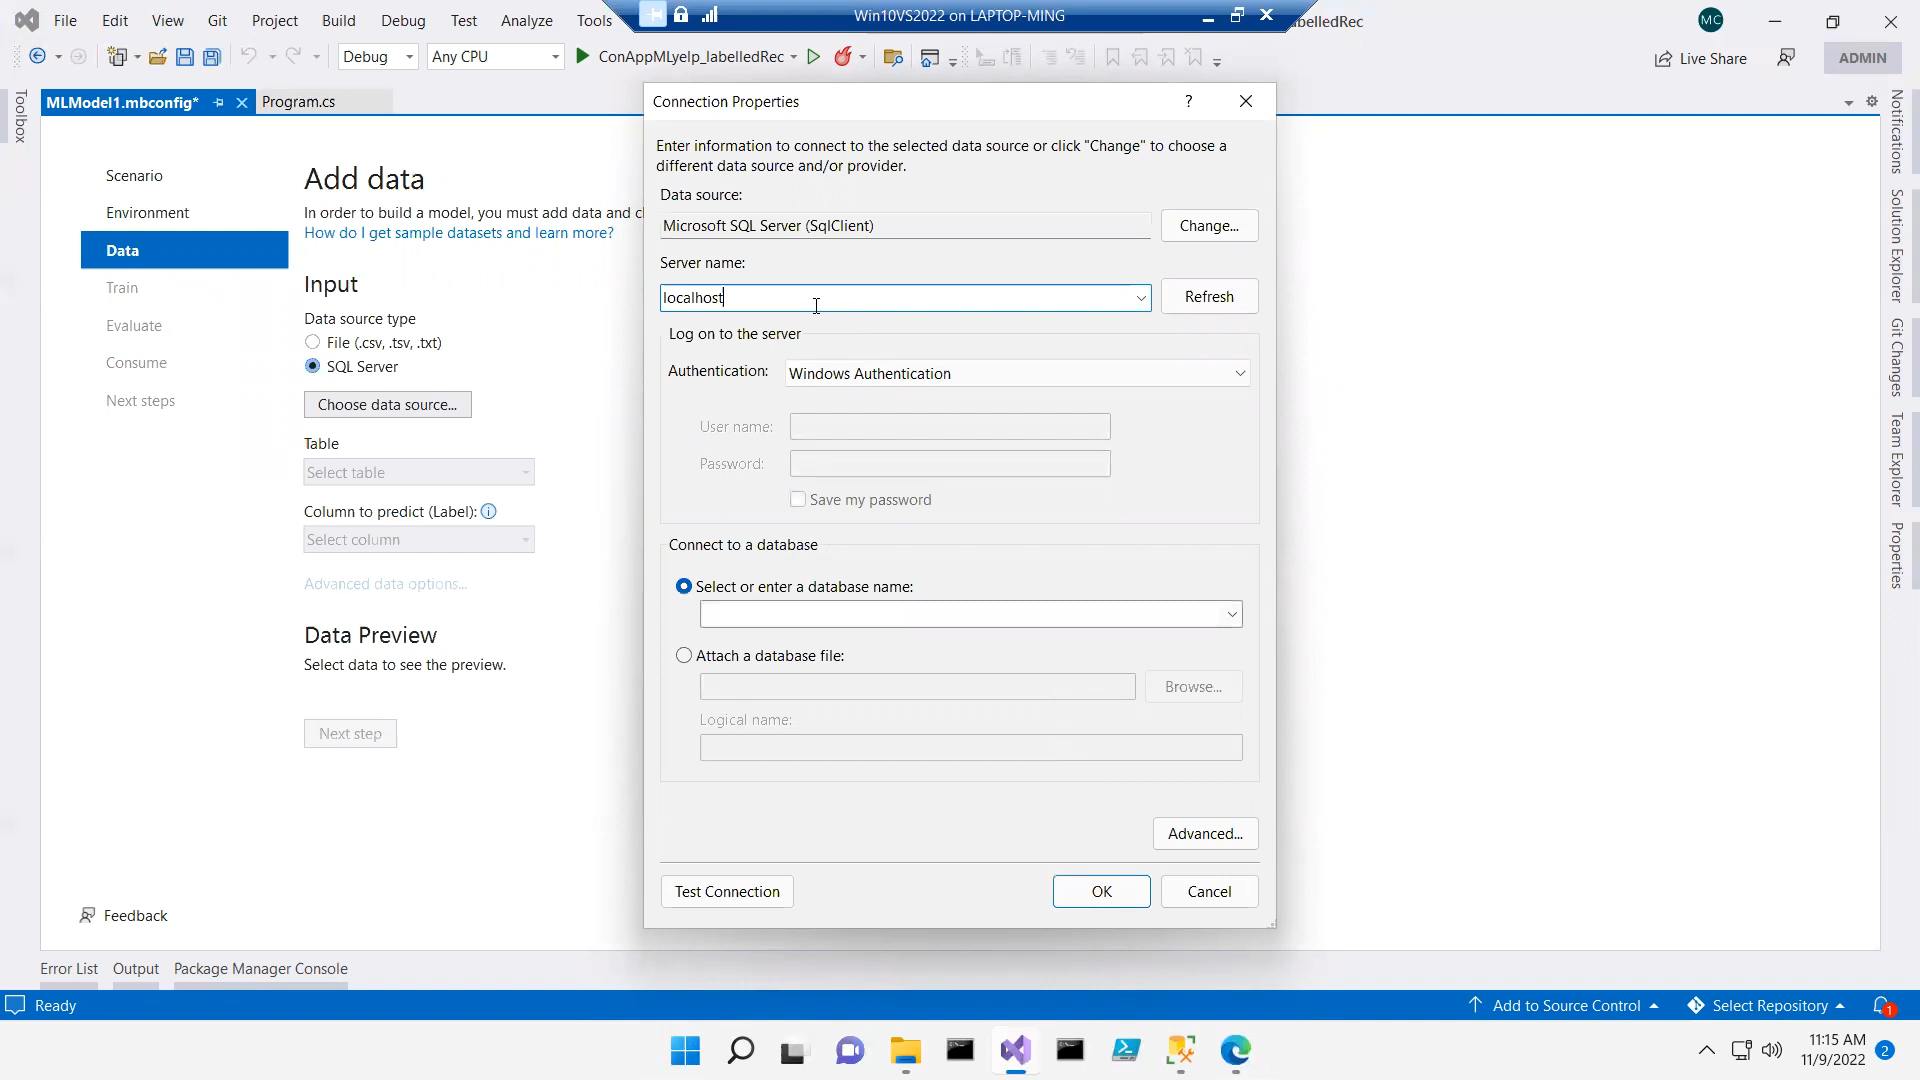 File Edit View Git Project Build Debug Test Analyze Tools
Win10VS2022 on LAPTOP-MING
abelledRec
MC
Debug
Any CPU
ConAppMLyelp_labelledRec
Live Share
ADMIN
Toolbox
MLModel1.mbconfig*
Program.cs
Scenario
Environment
Data
Train
Evaluate
Consume
Next steps
Feedback
Add data
In order to build a model, you must add data and c
How do I get sample datasets and learn more?
Input
Data source type
File (.csv, .tsv, .txt)
SQL Server
Choose data source...
Table
Select table
Column to predict (Label):
Select column
Advanced data options...
Data Preview
Select data to see the preview.
Next step
Connection Properties
?
Enter information to connect to the selected data source or click "Change" to choose a
different data source and/or provider.
Data source:
Microsoft SQL Server (SqlClient)
Change...
Server name:
localhost
Refresh
Log on to the server
Authentication:
Windows Authentication
User name:
Password:
Save my password
Connect to a database
Select or enter a database name:
Attach a database file:
Browse...
Logical name:
Advanced...
Test Connection
OK
Cancel
Notifications
Solution Explorer
Git Changes
Team Explorer
Properties
Error List Output Package Manager Console
Ready
Add to Source Control
Select Repository
1
11:15 AM
11/9/2022
2